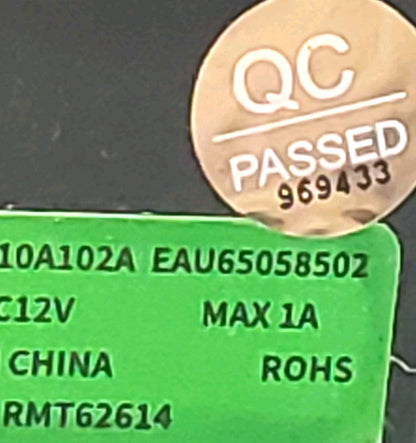 QC
PASSED
969433
10A102A EAU65058502
C12V MAX 1A
CHINA ROHS
RMT62614